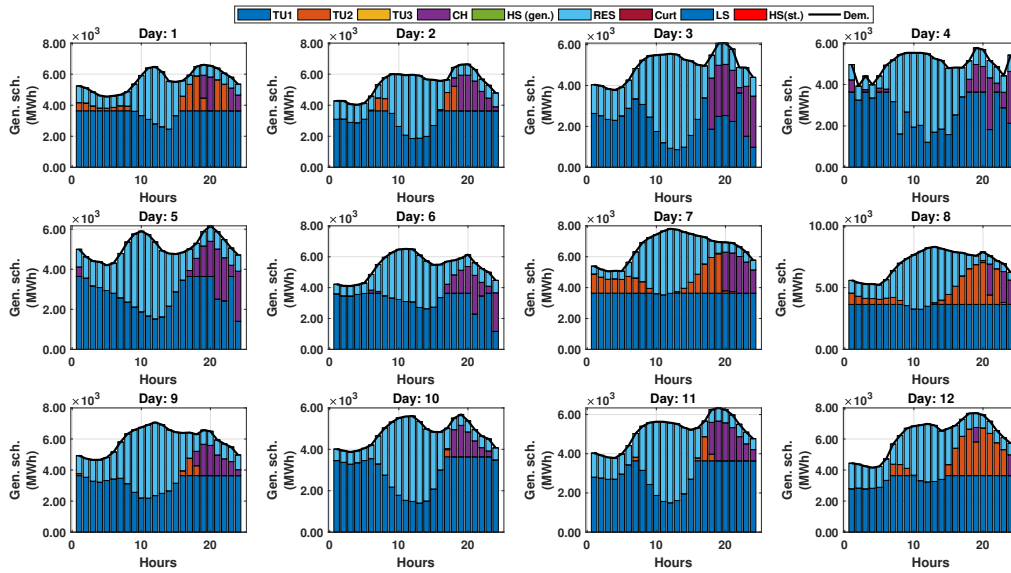 TU1 TU2 TU3 CH HS (gen.) RES Curt LS HS(st.) Dem.
Day: 1
×10³
8.00
6.00
4.00
2.00
0.00
Gen. sch.
(MWh)
0 10 20
Hours
Day: 2
×10³
8.00
6.00
4.00
2.00
0.00
Gen. sch.
(MWh)
0 10 20
Hours
Day: 3
×10³
6.00
4.00
2.00
0.00
Gen. sch.
(MWh)
0 10 20
Hours
Day: 4
×10³
6.00
4.00
2.00
0.00
Gen. sch.
(MWh)
0 10 20
Hours
Day: 5
×10³
6.00
4.00
2.00
0.00
Gen. sch.
(MWh)
0 10 20
Hours
Day: 6
×10³
8.00
6.00
4.00
2.00
0.00
Gen. sch.
(MWh)
0 10 20
Hours
Day: 7
×10³
8.00
6.00
4.00
2.00
0.00
Gen. sch.
(MWh)
0 10 20
Hours
Day: 8
×10³
10.00
5.00
0.00
Gen. sch.
(MWh)
0 10 20
Hours
Day: 9
×10³
8.00
6.00
4.00
2.00
0.00
Gen. sch.
(MWh)
0 10 20
Hours
Day: 10
×10³
6.00
4.00
2.00
0.00
Gen. sch.
(MWh)
0 10 20
Hours
Day: 11
×10³
6.00
4.00
2.00
0.00
Gen. sch.
(MWh)
0 10 20
Hours
Day: 12
×10³
8.00
6.00
4.00
2.00
0.00
Gen. sch.
(MWh)
0 10 20
Hours